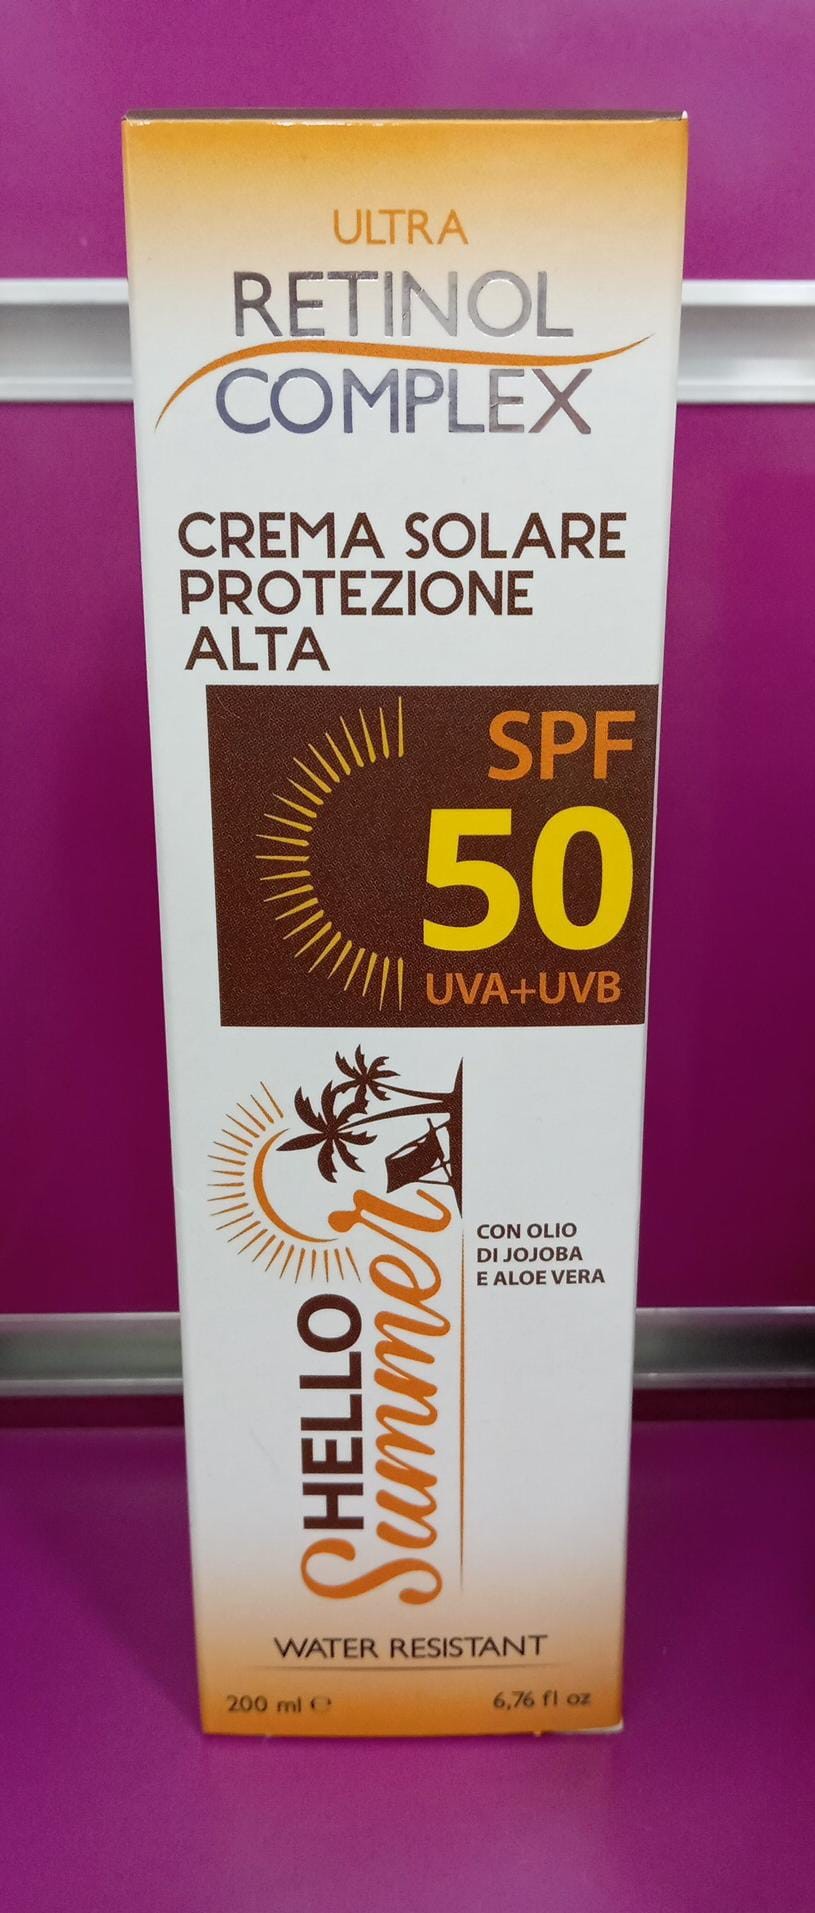 ULTRA
RETINOL
COMPLEX
CREMA SOLARE
PROTEZIONE
ALTA
SPF
50
UVA+UVB
CON OLIO
DI JOJOBA
E ALOE VERA
HELLO
Summer
WATER RESISTANT
200 ml ℮ 6,76 fl oz